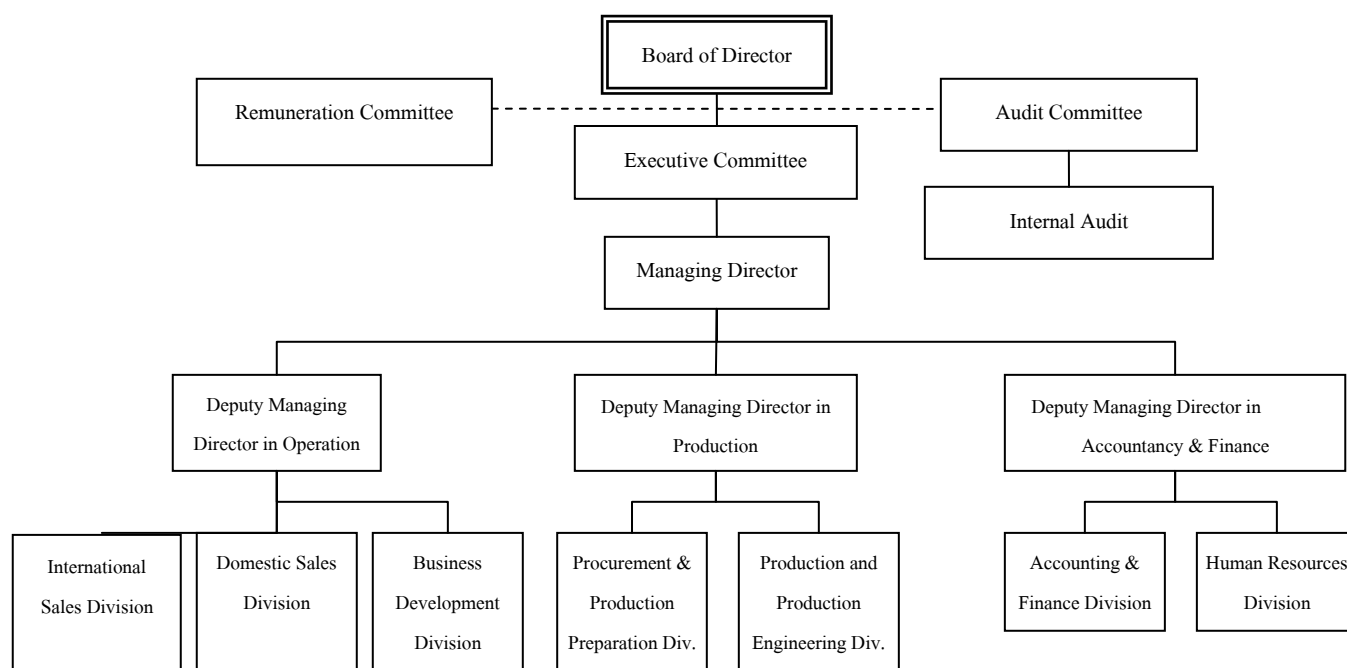 Board of Director
Remuneration Committee
Audit Committee
Executive Committee
Internal Audit
Managing Director
Deputy Managing
Director in Operation
Deputy Managing Director in
Production
Deputy Managing Director in
Accountancy & Finance
International
Sales Division
Domestic Sales
Division
Business
Development
Division
Procurement &
Production
Preparation Div.
Production and
Production
Engineering Div.
Accounting &
Finance Division
Human Resources
Division